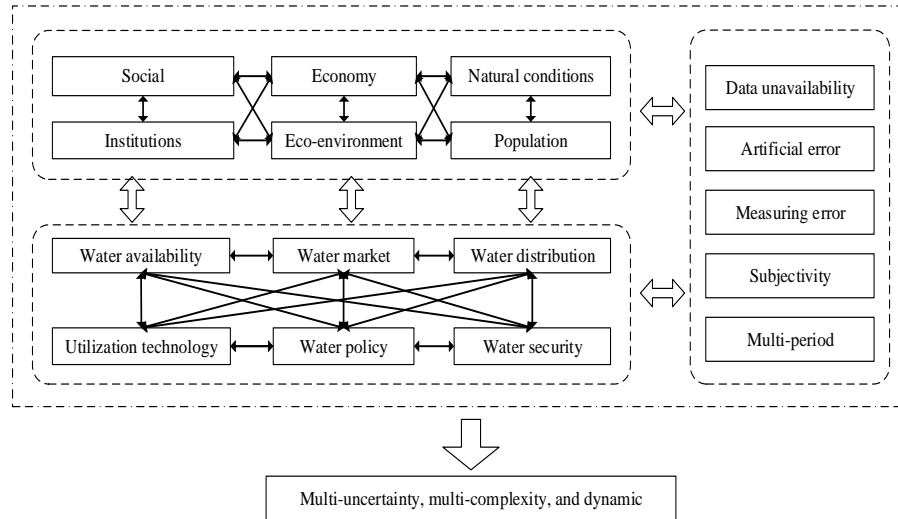 Social
Economy
Natural conditions
Institutions
Eco-environment
Population
Water availability
Water market
Water distribution
Utilization technology
Water policy
Water security
Data unavailability
Artificial error
Measuring error
Subjectivity
Multi-period
Multi-uncertainty, multi-complexity, and dynamic